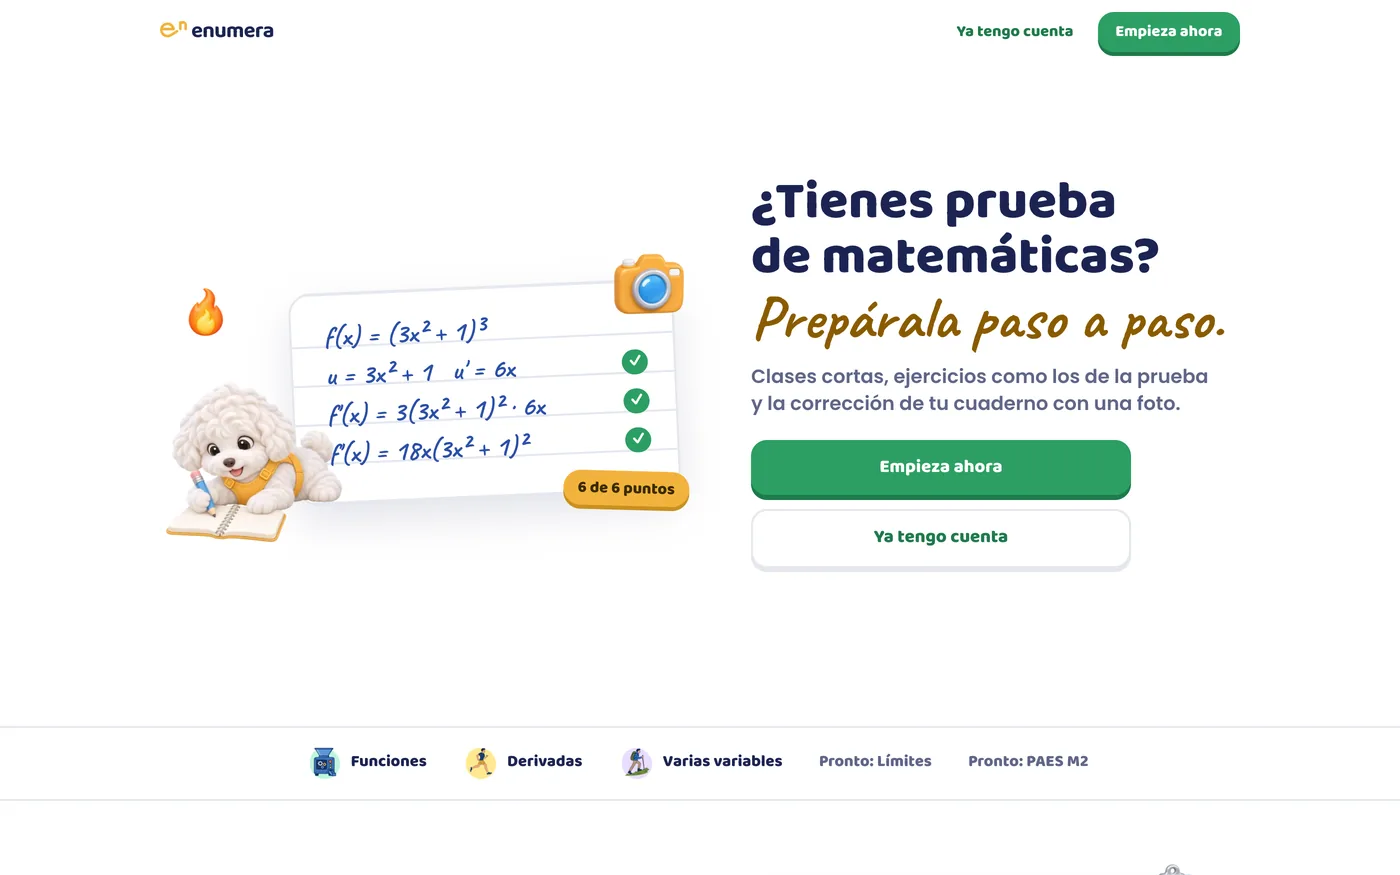 en enumera
Ya tengo cuenta
Empieza ahora
¿Tienes prueba
de matemáticas?
Prepárala paso a paso.
Clases cortas, ejercicios como los de la prueba
y la corrección de tu cuaderno con una foto.
Empieza ahora
Ya tengo cuenta
f(x) = (3x² + 1)³
u = 3x² + 1 u' = 6x
f'(x) = 3(3x² + 1)² · 6x
f'(x) = 18x(3x² + 1)²
6 de 6 puntos
Funciones
Derivadas
Varias variables
Pronto: Límites
Pronto: PAES M2